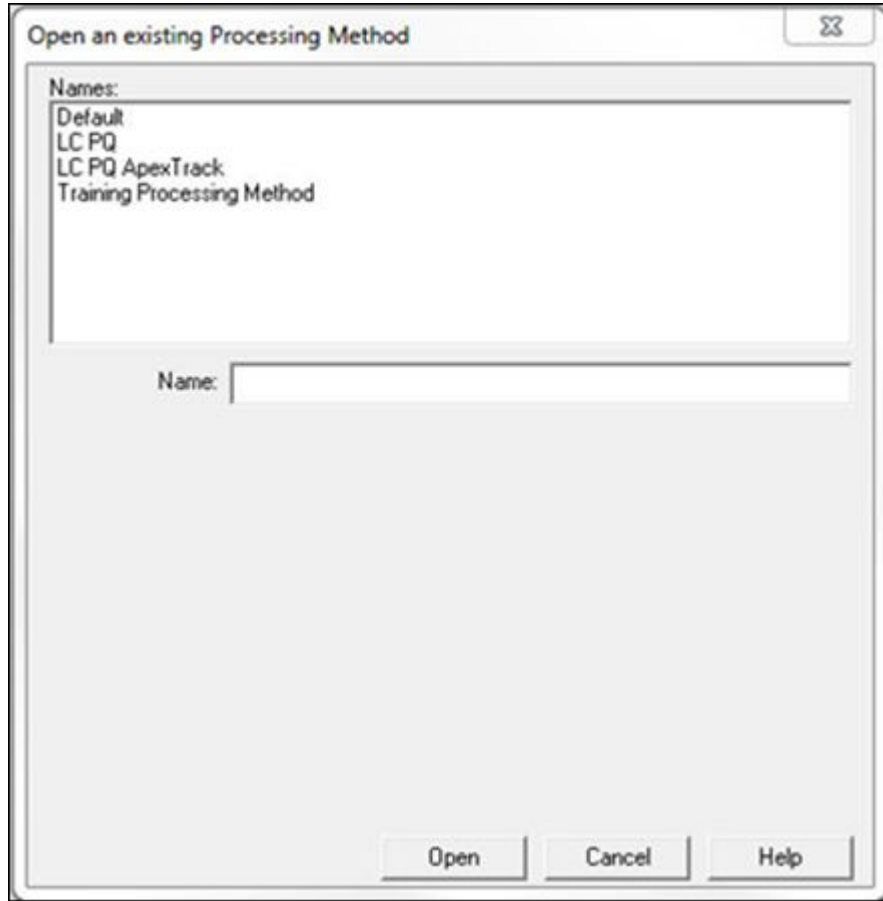 Open an existing Processing Method
Names:
Default
LC PQ
LC PQ ApexTrack
Training Processing Method
Name:
Open Cancel Help